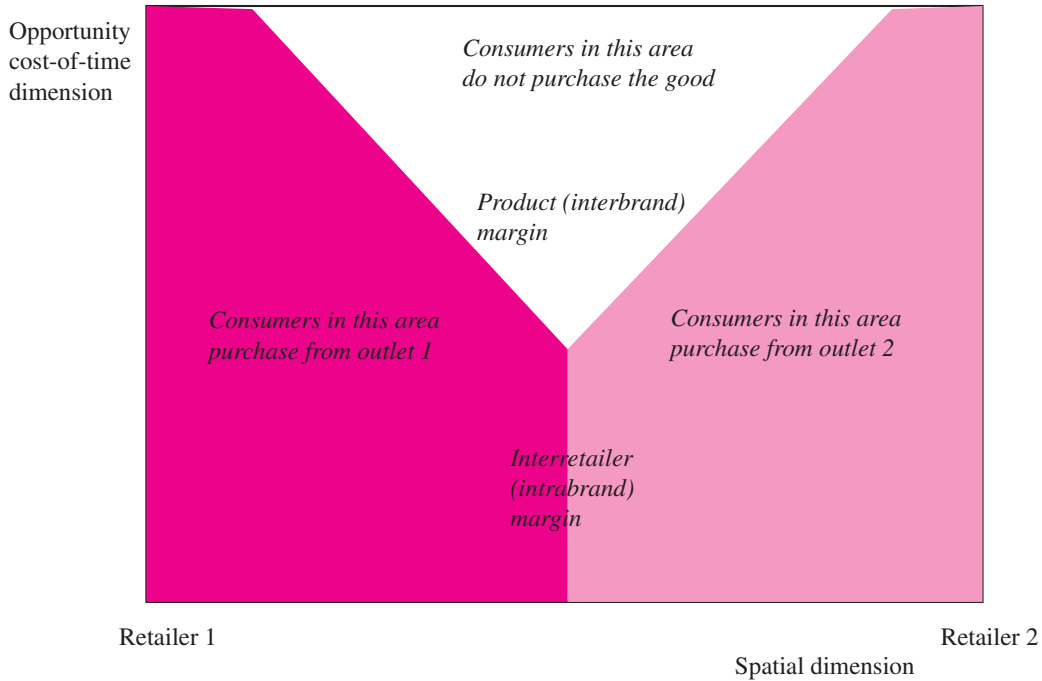 Opportunity
cost-of-time
dimension
Consumers in this area
do not purchase the good
Product (interbrand)
margin
Consumers in this area
purchase from outlet 1
Consumers in this area
purchase from outlet 2
Interretailer
(intrabrand)
margin
Retailer 1
Retailer 2
Spatial dimension